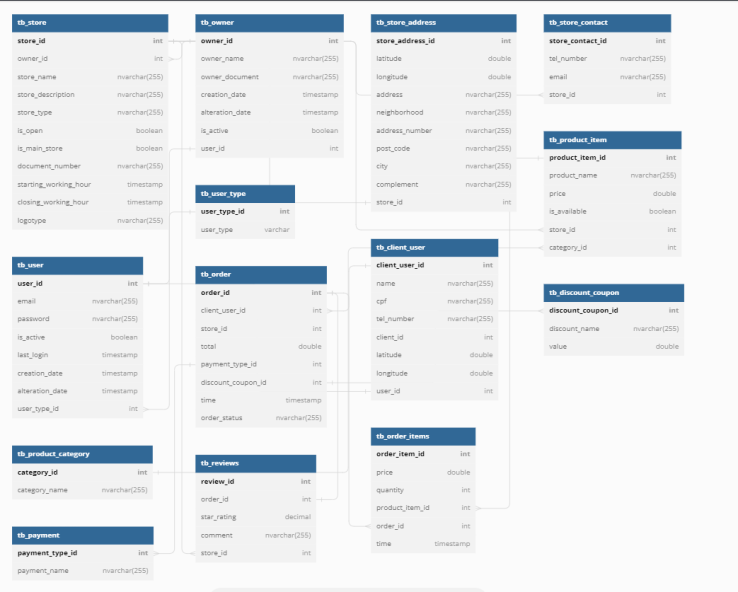 tb_store
store_id int
owner_id int
store_name nvarchar(255)
store_description nvarchar(255)
store_type nvarchar(255)
is_open boolean
is_main_store boolean
document_number nvarchar(255)
starting_working_hour timestamp
closing_working_hour timestamp
logotype nvarchar(255)
tb_user
user_id int
email nvarchar(255)
password nvarchar(255)
is_active boolean
last_login timestamp
creation_date timestamp
alteration_date timestamp
user_type_id int
tb_product_category
category_id int
category_name nvarchar(255)
tb_payment
payment_type_id int
payment_name nvarchar(255)
tb_owner
owner_id int
owner_name nvarchar(255)
owner_document nvarchar(255)
creation_date timestamp
alteration_date timestamp
is_active boolean
user_id int
tb_user_type
user_type_id int
user_type varchar
tb_order
order_id int
client_user_id int
store_id int
total double
payment_type_id int
discount_coupon_id int
time timestamp
order_status nvarchar(255)
tb_reviews
review_id int
order_id int
star_rating decimal
comment nvarchar(255)
store_id int
tb_store_address
store_address_id int
latitude double
longitude double
address nvarchar(255)
neighborhood nvarchar(255)
address_number nvarchar(255)
post_code nvarchar(255)
city nvarchar(255)
complement nvarchar(255)
store_id int
tb_client_user
client_user_id int
name nvarchar(255)
cpf nvarchar(255)
tel_number nvarchar(255)
client_id int
latitude double
longitude double
user_id int
tb_order_items
order_item_id int
price double
quantity int
product_item_id int
order_id int
time timestamp
tb_store_contact
store_contact_id int
tel_number nvarchar(255)
email nvarchar(255)
store_id int
tb_product_item
product_item_id int
product_name nvarchar(255)
price double
is_available boolean
store_id int
category_id int
tb_discount_coupon
discount_coupon_id int
discount_name nvarchar(255)
value double